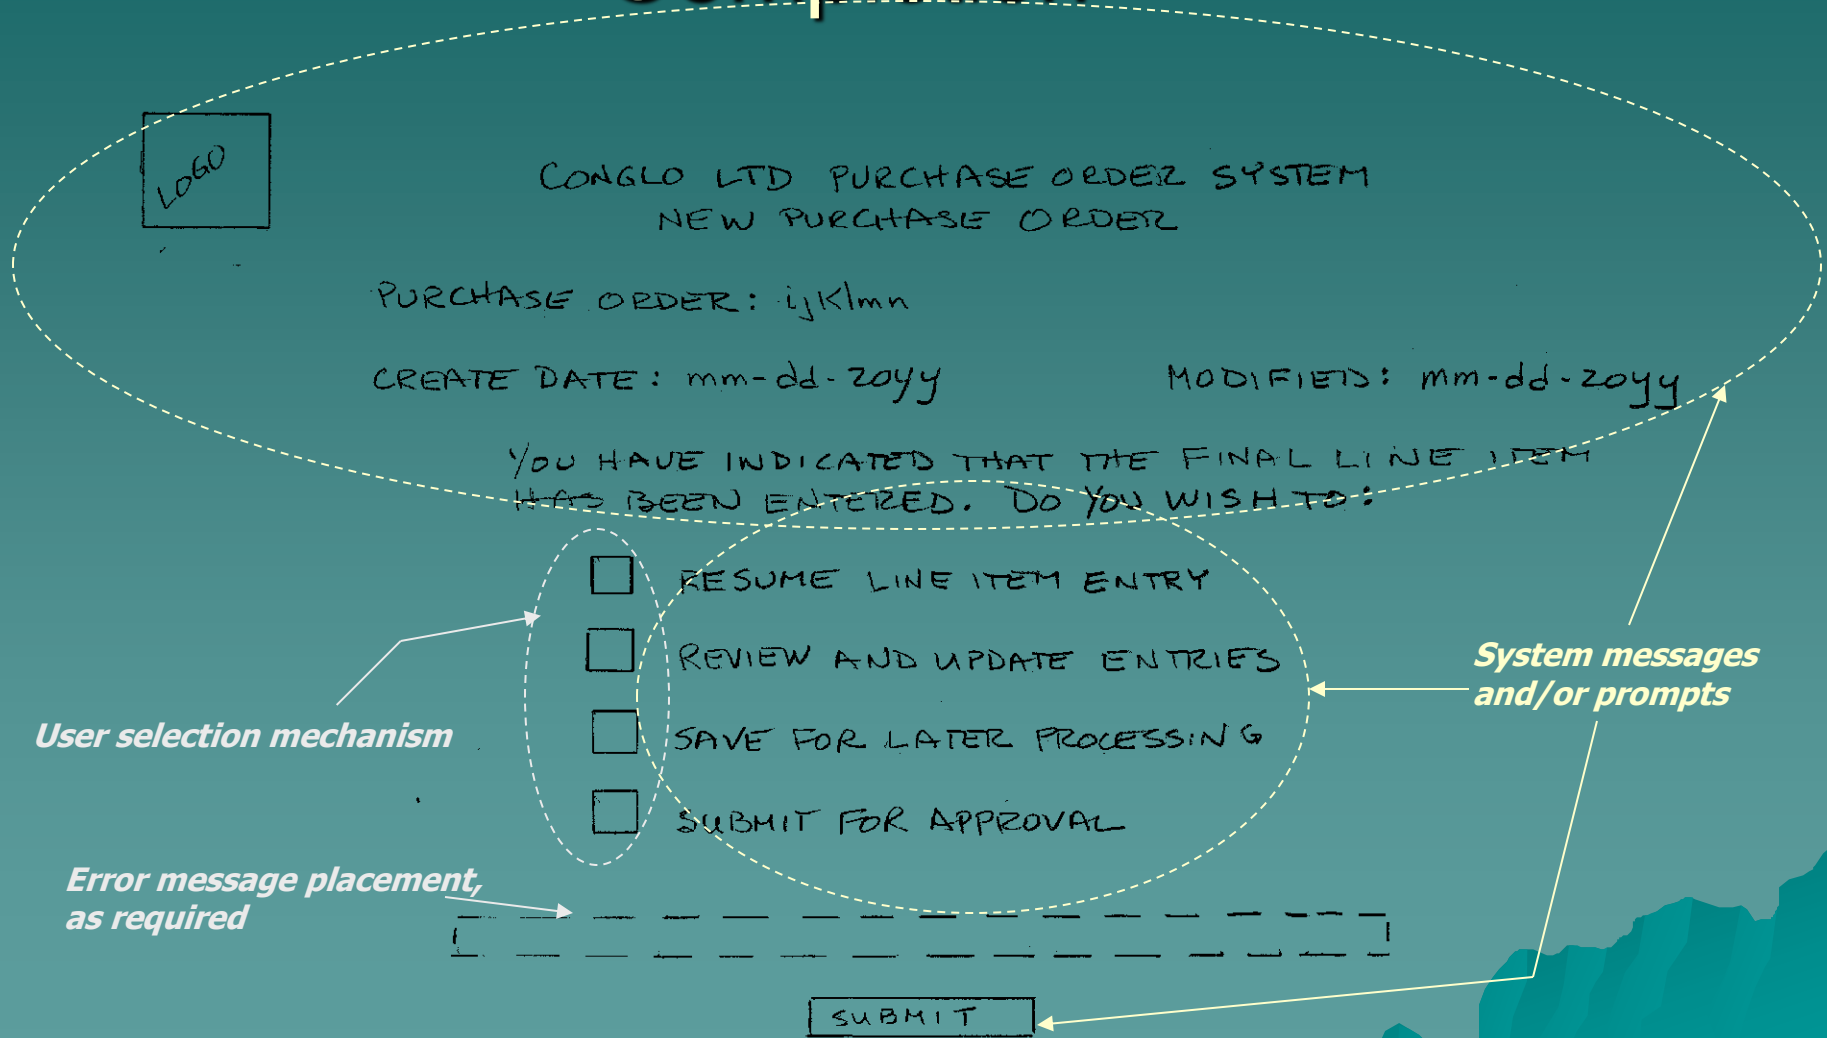 LOGO
CONGLO LTD PURCHASE ORDER SYSTEM
NEW PURCHASE ORDER
PURCHASE ORDER: ijklmn
CREATE DATE: mm-dd-20yy MODIFIED: mm-dd-20yy
YOU HAVE INDICATED THAT THE FINAL LINE ITEM
HAS BEEN ENTERED. DO YOU WISH TO:
RESUME LINE ITEM ENTRY
REVIEW AND UPDATE ENTRIES
System messages
and/or prompts
User selection mechanism
SAVE FOR LATER PROCESSING
SUBMIT FOR APPROVAL
Error message placement,
as required
SUBMIT